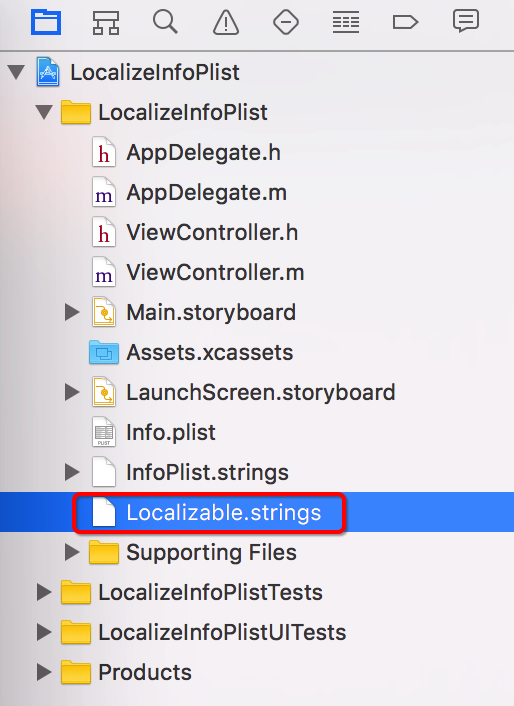 LocalizeInfoPlist
LocalizeInfoPlist
h AppDelegate.h
m AppDelegate.m
h ViewController.h
m ViewController.m
Main.storyboard
Assets.xcassets
LaunchScreen.storyboard
PLIST Info.plist
InfoPlist.strings
Localizable.strings
Supporting Files
LocalizeInfoPlistTests
LocalizeInfoPlistUITests
Products